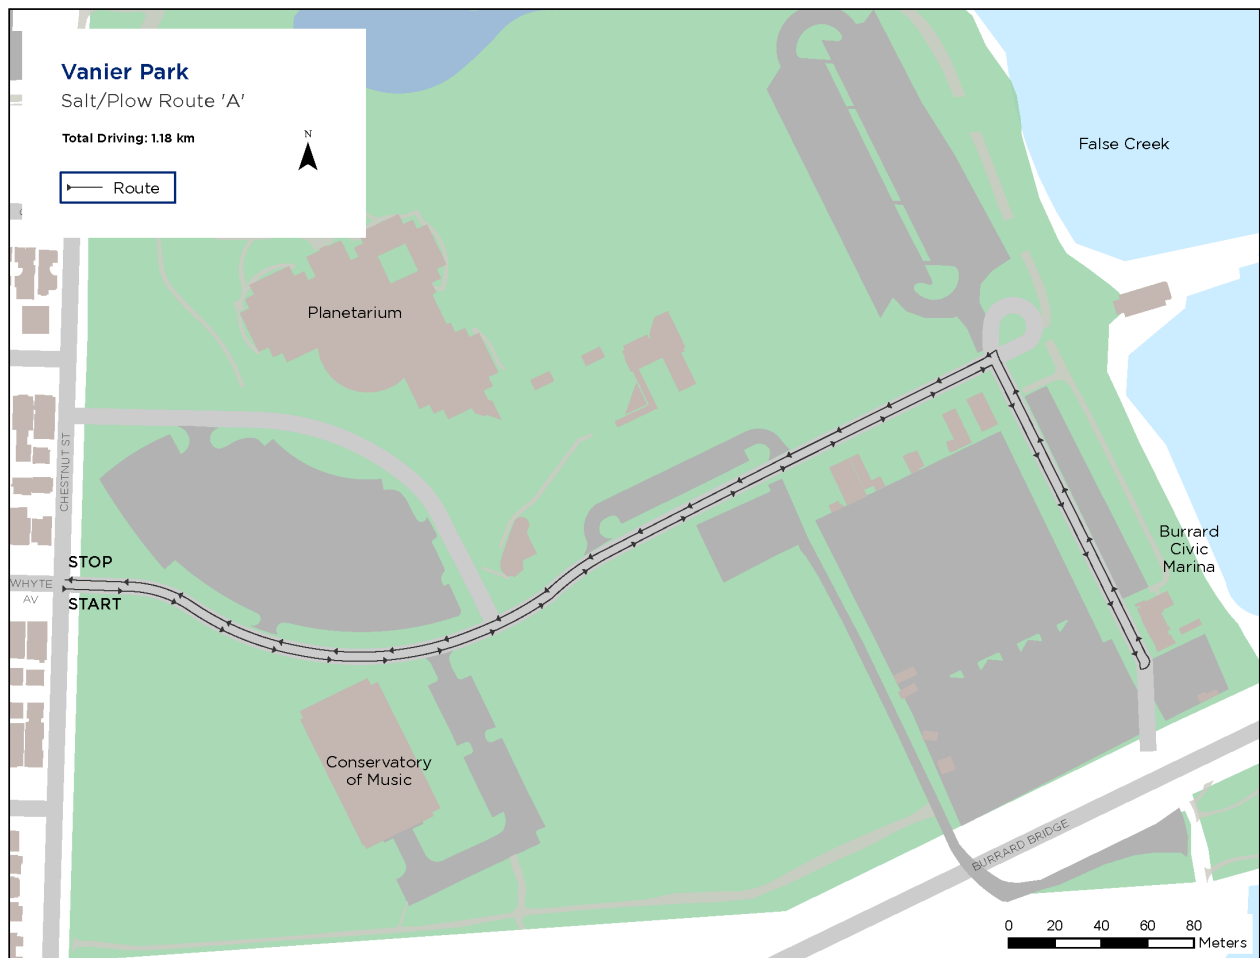 Vanier Park
Salt/Plow Route 'A'
Total Driving: 1.18 km
N
Route
False Creek
Planetarium
CHESTNUT ST
STOP
WHYTE
AV
START
Burrard
Civic
Marina
Conservatory
of Music
BURRARD BRIDGE
0 20 40 60 80
Meters